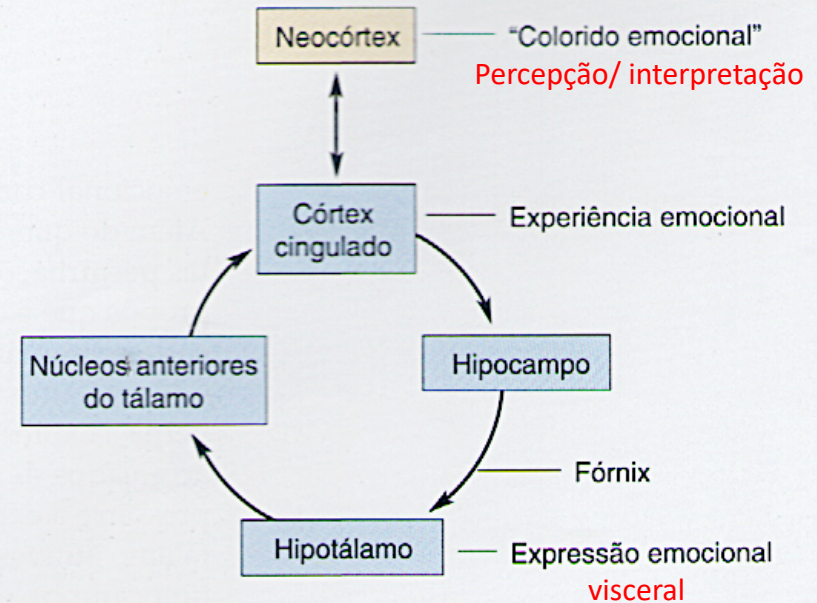 Neocórtex
"Colorido emocional"
Percepção/ interpretação
Córtex
cingulado
Experiência emocional
Núcleos anteriores
do tálamo
Hipocampo
Fórnix
Hipotálamo
Expressão emocional
visceral